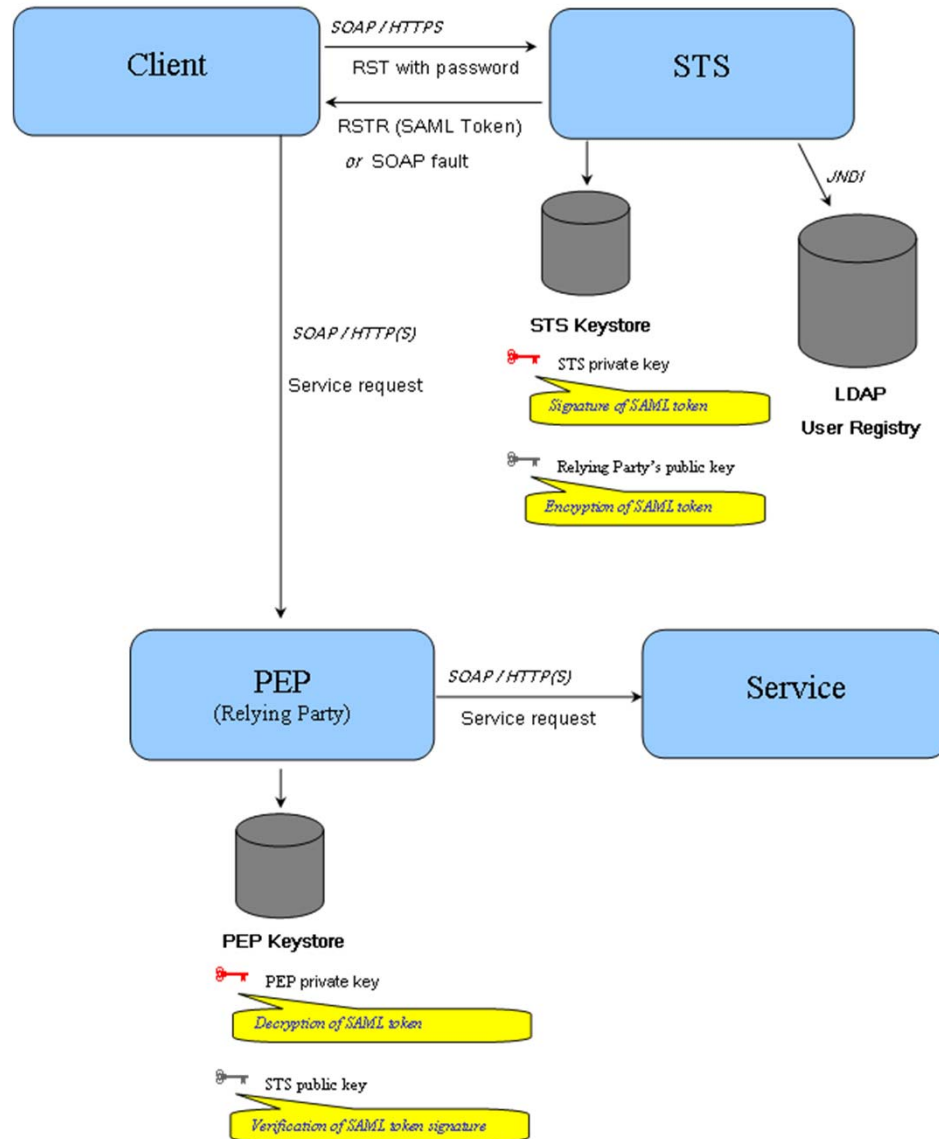 Client
SOAP / HTTPS
RST with password
STS
RSTR (SAML Token)
or SOAP fault
JNDI
STS Keystore
STS private key
Signature of SAML token
Relying Party's public key
Encryption of SAML token
LDAP
User Registry
SOAP / HTTP(S)
Service request
PEP
(Relying Party)
SOAP / HTTP(S)
Service request
Service
PEP Keystore
PEP private key
Decryption of SAML token
STS public key
Verification of SAML token signature